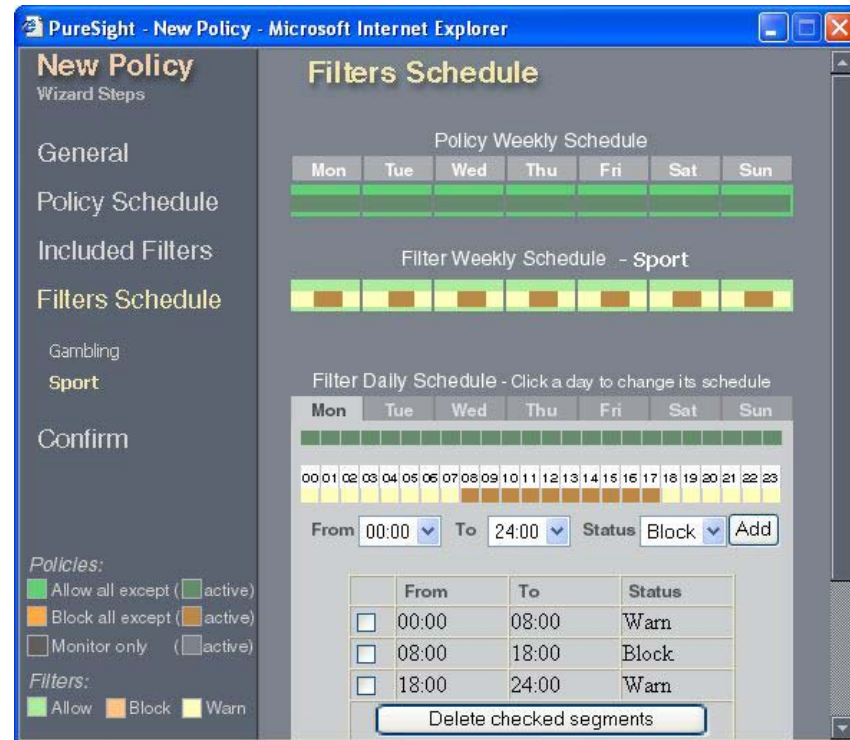 PureSight - New Policy - Microsoft Internet Explorer
New Policy
Wizard Steps
General
Policy Schedule
Included Filters
Filters Schedule
Gambling
Sport
Confirm
Policies:
Allow all except ( active)
Block all except ( active)
Monitor only ( active)
Filters:
Allow Block Warn
Filters Schedule
Policy Weekly Schedule
Mon Tue Wed Thu Fri Sat Sun
Filter Weekly Schedule - Sport
Filter Daily Schedule - Click a day to change its schedule
Mon Tue Wed Thu Fri Sat Sun
00 01 02 03 04 05 06 07 08 09 10 11 12 13 14 15 16 17 18 19 20 21 22 23
From 00:00 To 24:00 Status Block Add
From To Status
00:00 08:00 Warn
08:00 18:00 Block
18:00 24:00 Warn
Delete checked segments